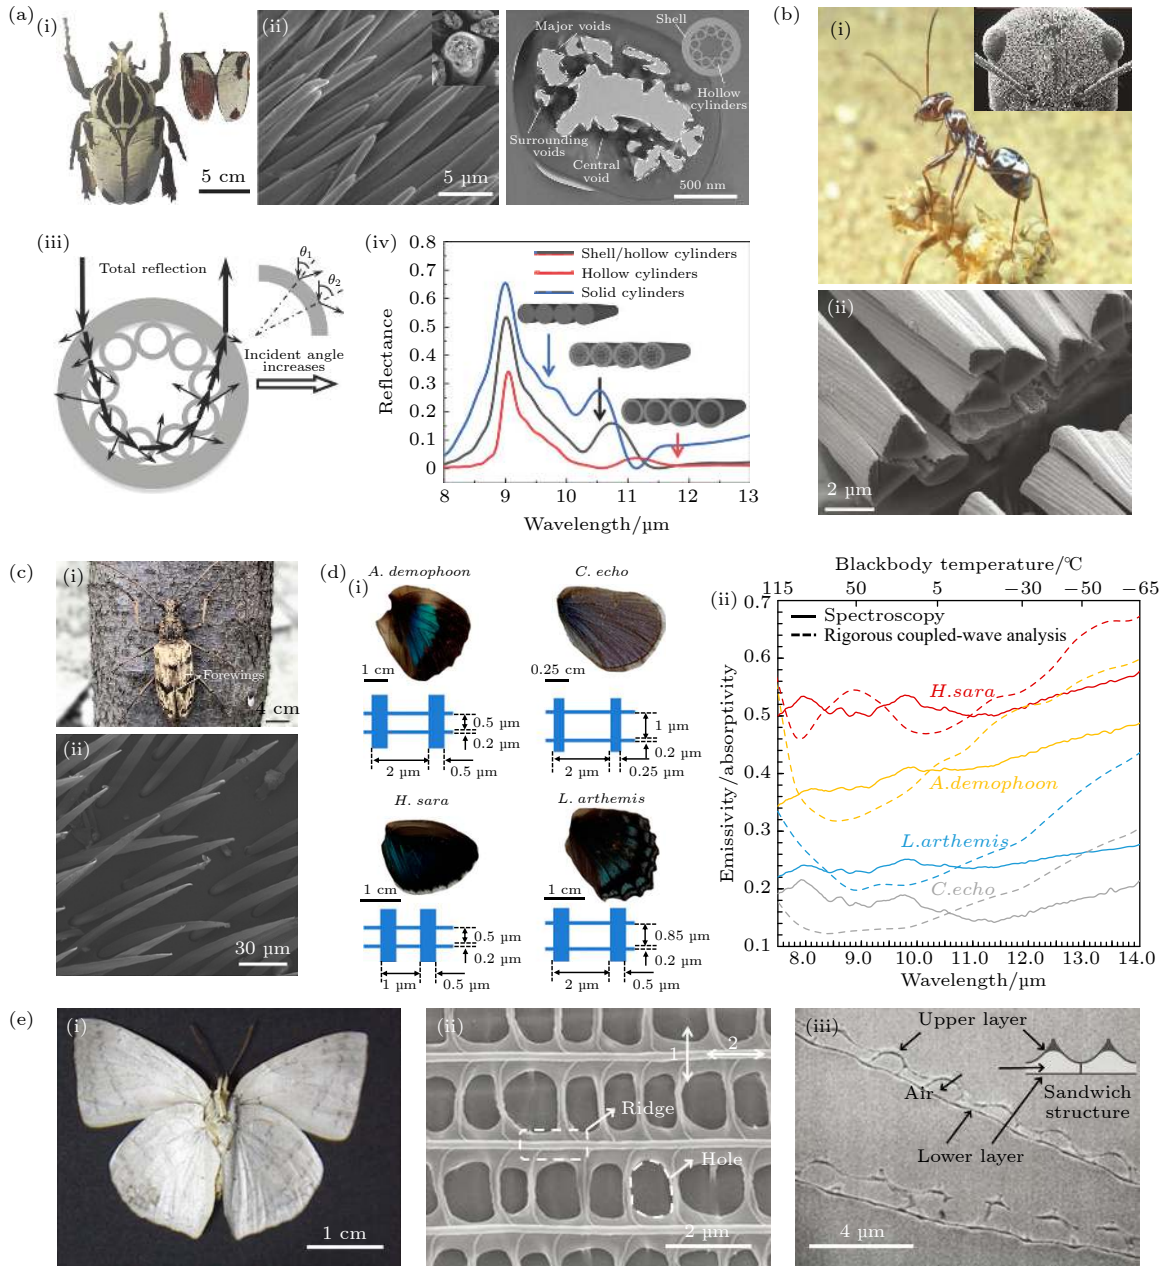 (a)
(i)
5 cm
(ii)
5 µm
Major voids
Shell
Hollow
cylinders
Surrounding
voids
Central
void
500 nm
(b)
(i)
(ii)
2 µm
(iii)
Total reflection
θ1
θ2
Incident angle
increases
(iv)
0.8
0.7
0.6
0.5
0.4
0.3
0.2
0.1
0
Reflectance
Shell/hollow cylinders
Hollow cylinders
Solid cylinders
8 9 10 11 12 13
Wavelength/µm
(c)
(i)
Forewings
4 cm
(ii)
30 µm
(d)
(i)
A. demophoon
1 cm
0.5 µm
0.2 µm
2 µm
0.5 µm
C. echo
0.25 cm
1 µm
0.2 µm
2 µm
0.25 µm
H. sara
1 cm
0.5 µm
0.2 µm
1 µm
0.5 µm
L. arthemis
1 cm
0.85 µm
0.2 µm
2 µm
0.5 µm
(ii)
Blackbody temperature/℃
115 50 5 −30 −50 −65
0.7
0.6
0.5
0.4
0.3
0.2
0.1
Emissivity/absorptivity
Spectroscopy
Rigorous coupled-wave analysis
H.sara
A.demophoon
L.arthemis
C.echo
8.0 9.0 10.0 11.0 12.0 13.0 14.0
Wavelength/µm
(e)
(i)
1 cm
(ii)
1
2
Ridge
Hole
2 µm
(iii)
Upper layer
Air
Sandwich
structure
Lower layer
4 µm